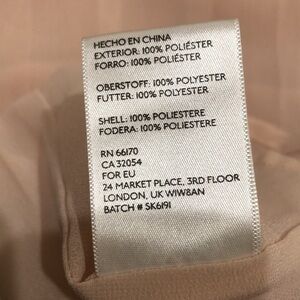 HECHO EN CHINA
EXTERIOR: 100% POLIÉSTER
FORRO: 100% POLIÉSTER
OBERSTOFF: 100% POLYESTER
FUTTER: 100% POLYESTER
SHELL: 100% POLIESTERE
FODERA: 100% POLIESTERE
RN 66170
CA 32054
FOR EU
24 MARKET PLACE, 3RD FLOOR
LONDON, UK W1W8AN
BATCH # SK6191